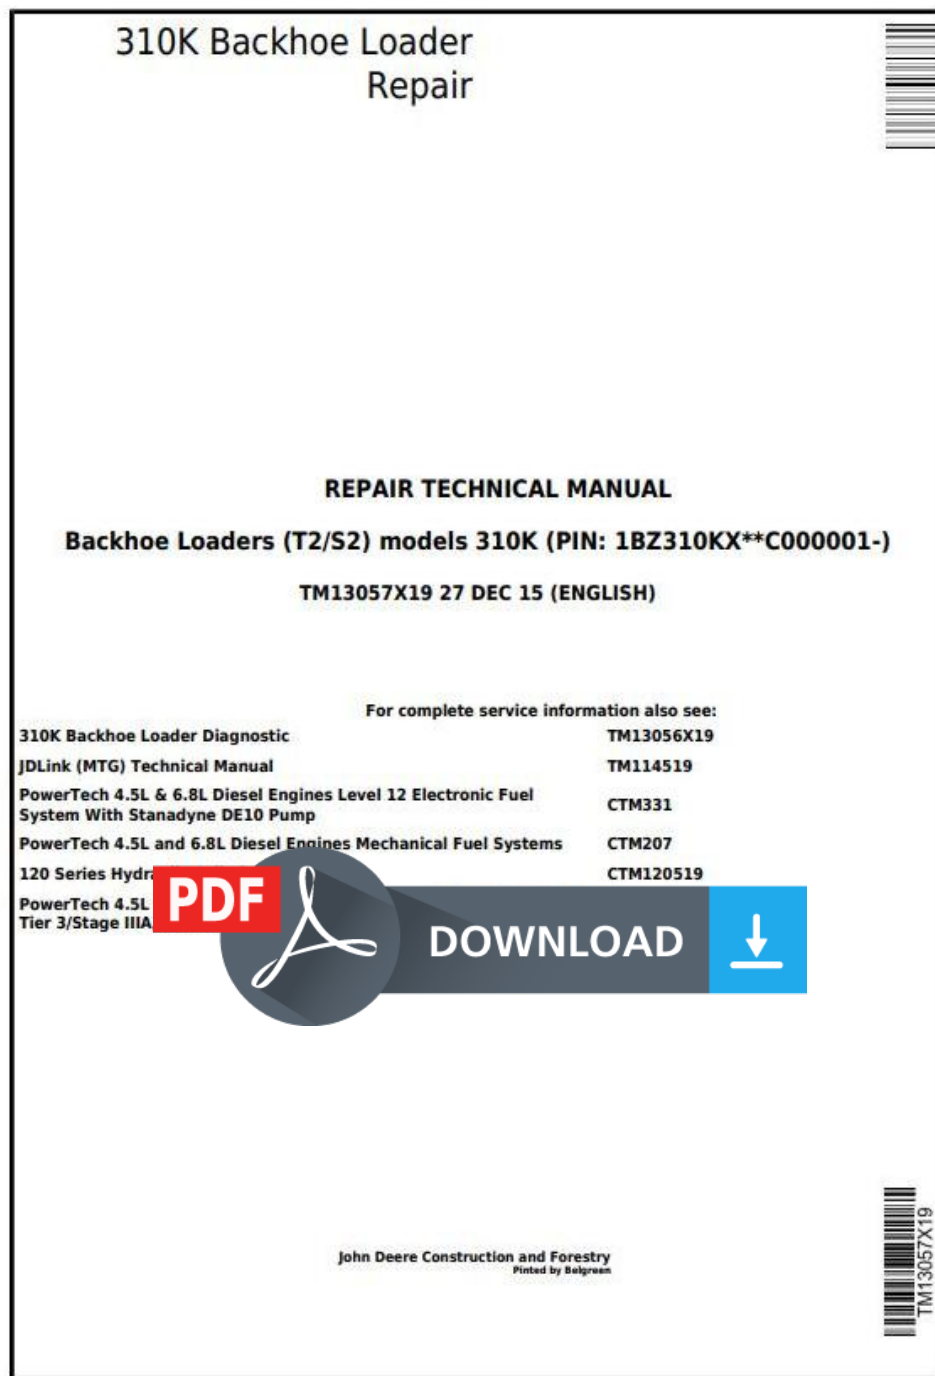 310K Backhoe Loader
Repair
REPAIR TECHNICAL MANUAL
Backhoe Loaders (T2/S2) models 310K (PIN: 1BZ310KX**C000001-)
TM13057X19 27 DEC 15 (ENGLISH)
For complete service information also see:
310K Backhoe Loader Diagnostic TM13056X19
JDLink (MTG) Technical Manual TM114519
PowerTech 4.5L & 6.8L Diesel Engines Level 12 Electronic Fuel
System With Stanadyne DE10 Pump CTM331
PowerTech 4.5L and 6.8L Diesel Engines Mechanical Fuel Systems CTM207
120 Series CTM120519
PowerTech 4.5L
Tier 3/Stage IIIA
PDF
DOWNLOAD
John Deere Construction and Forestry
Pinted by Belgreen
TM13057X19